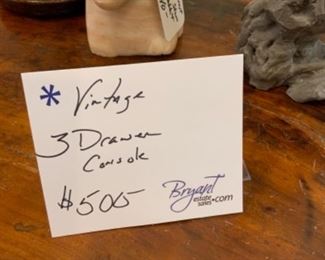 * Vintage
3 Drawer
Console
$505
Bryant
estate
sales.com